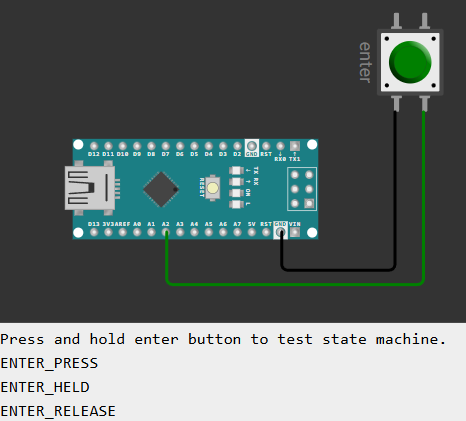 enter
D12 D11 D10 D9 D8 D7 D6 D5 D4 D3 D2 GND RST RX0 TX1
RESET
TX RX ON L
D13 3V3 AREF A0 A1 A2 A3 A4 A5 A6 A7 5V RST GND VIN
Press and hold enter button to test state machine.
ENTER_PRESS
ENTER_HELD
ENTER_RELEASE